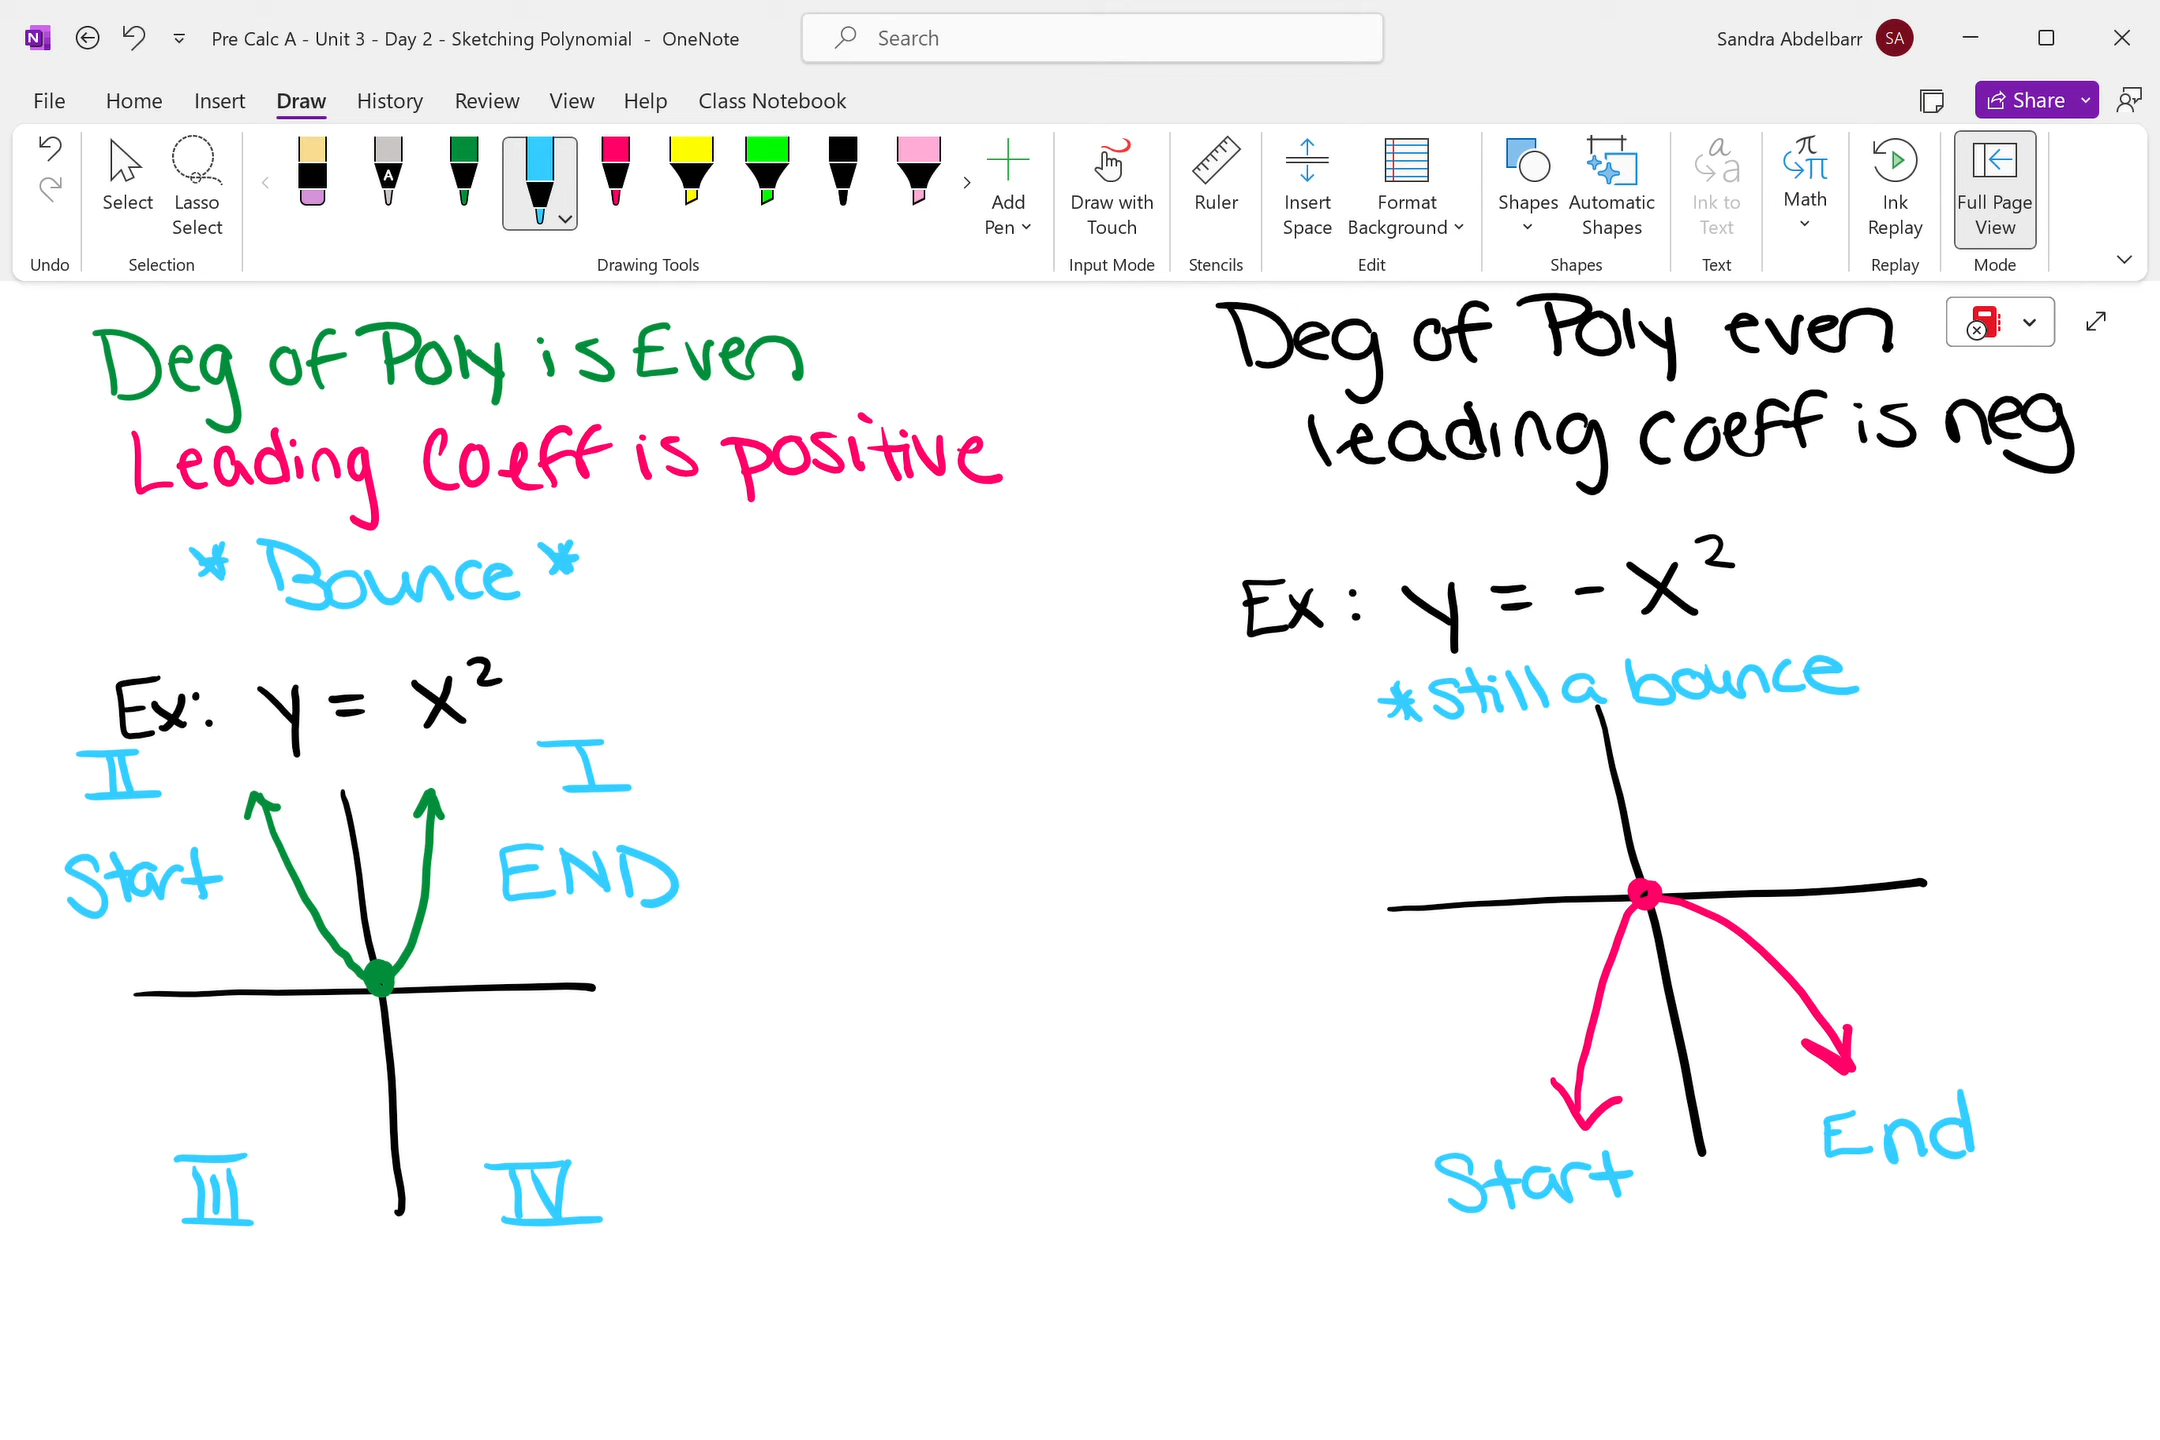 Pre Calc A - Unit 3 - Day 2 - Sketching Polynomial - OneNote
Search
Sandra Abdelbarr SA
File Home Insert Draw History Review View Help Class Notebook
Share
Undo
Select
Lasso Select
Selection
A
Drawing Tools
Add Pen
Draw with Touch
Input Mode
Ruler
Stencils
Insert Space
Format Background
Edit
Shapes
Automatic Shapes
Shapes
Ink to Text
Text
Math
Ink Replay
Replay
Full Page View
Mode
Deg of Poly is Even
Leading Coeff is positive
* Bounce *
Ex: y = x²
II
I
Start
END
III
IV
Deg of Poly even
leading coeff is neg
Ex: y = - x²
*still a bounce
Start
End